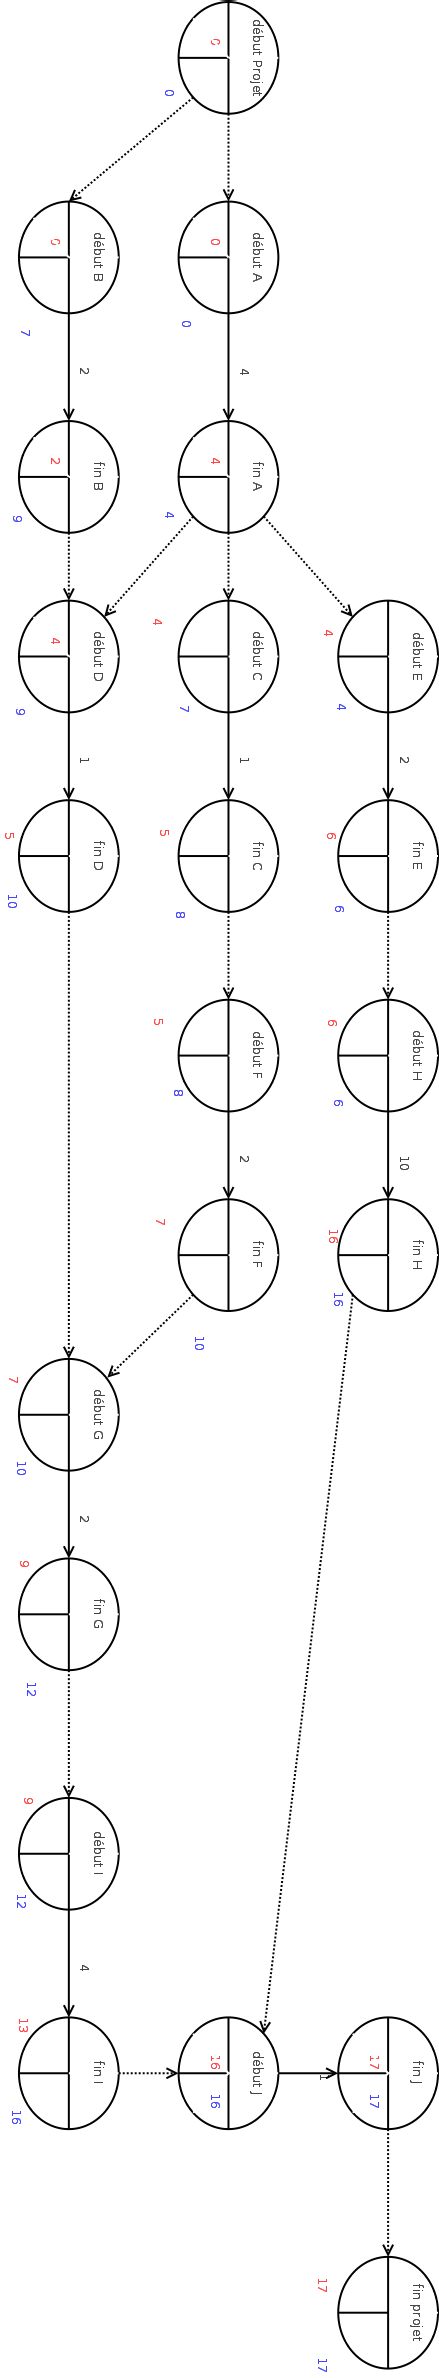 début Projet
0
0
début B
0
7
début A
0
0
2
4
fin B
2
9
fin A
4
4
début D
4
9
début C
4
7
début E
4
4
1
1
2
fin D
5
10
fin C
5
8
fin E
6
6
début F
5
8
début H
6
6
2
10
fin F
7
10
fin H
16
16
début G
7
10
2
fin G
9
12
début I
9
12
4
fin I
13
16
début J
16
16
1
fin J
17
17
fin projet
17
17